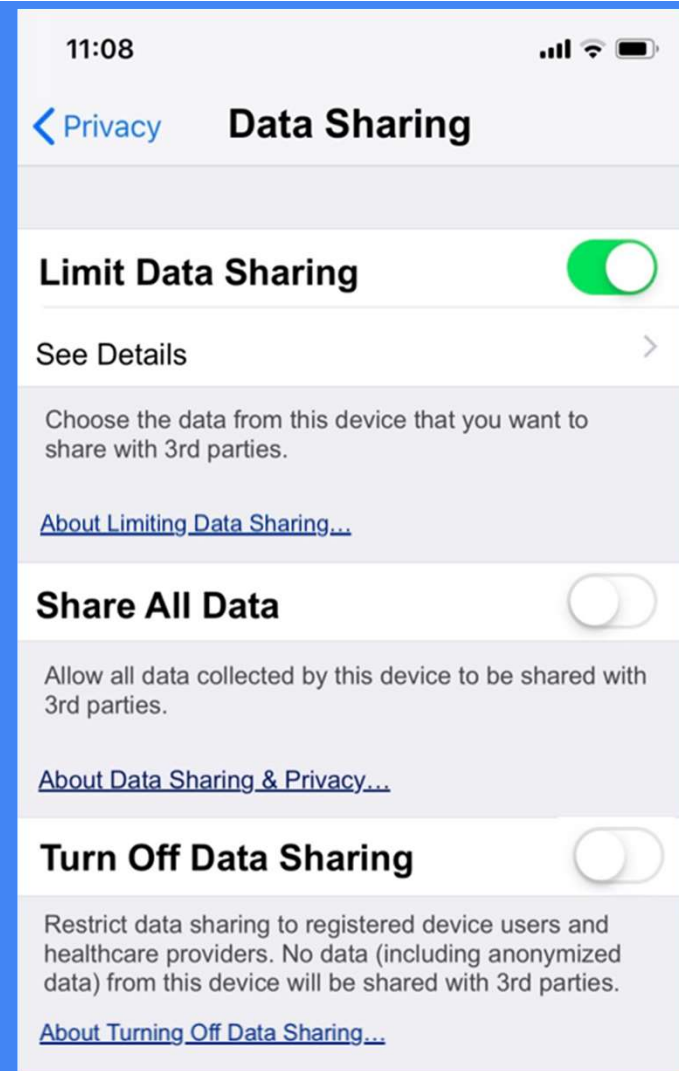 11:08
Privacy Data Sharing
Limit Data Sharing
See Details
Choose the data from this device that you want to
share with 3rd parties.
About Limiting Data Sharing...
Share All Data
Allow all data collected by this device to be shared with
3rd parties.
About Data Sharing & Privacy...
Turn Off Data Sharing
Restrict data sharing to registered device users and
healthcare providers. No data (including anonymized
data) from this device will be shared with 3rd parties.
About Turning Off Data Sharing...